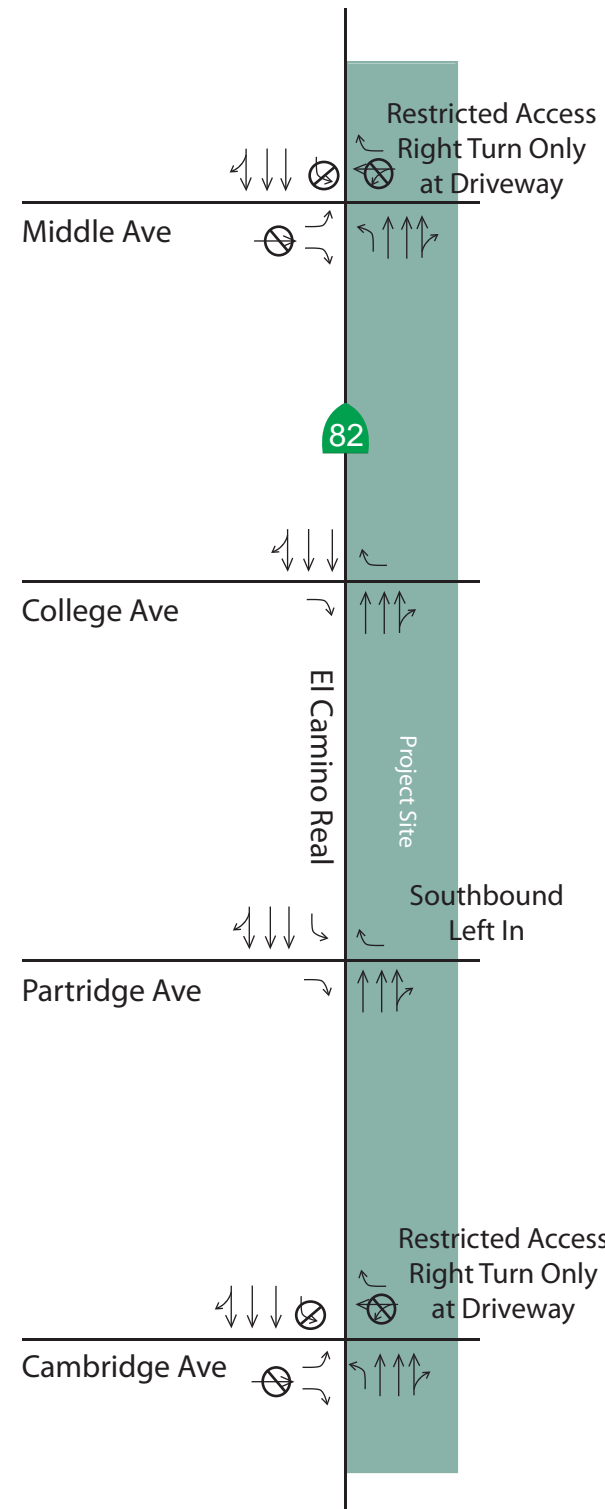 Restricted Access
Right Turn Only
at Driveway
Middle Ave
82
College Ave
El Camino Real
Project Site
Southbound
Left In
Partridge Ave
Restricted Access
Right Turn Only
at Driveway
Cambridge Ave